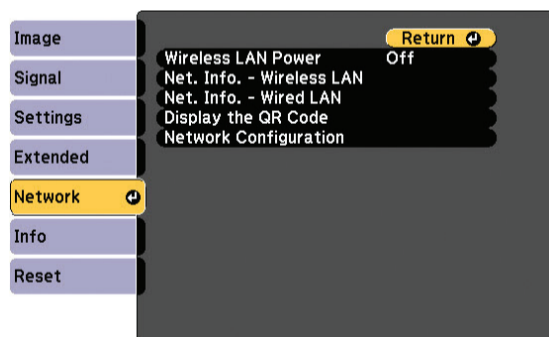 Image
Signal
Settings
Extended
Network
Info
Reset
Return
Wireless LAN Power Off
Net. Info. - Wireless LAN
Net. Info. - Wired LAN
Display the QR Code
Network Configuration